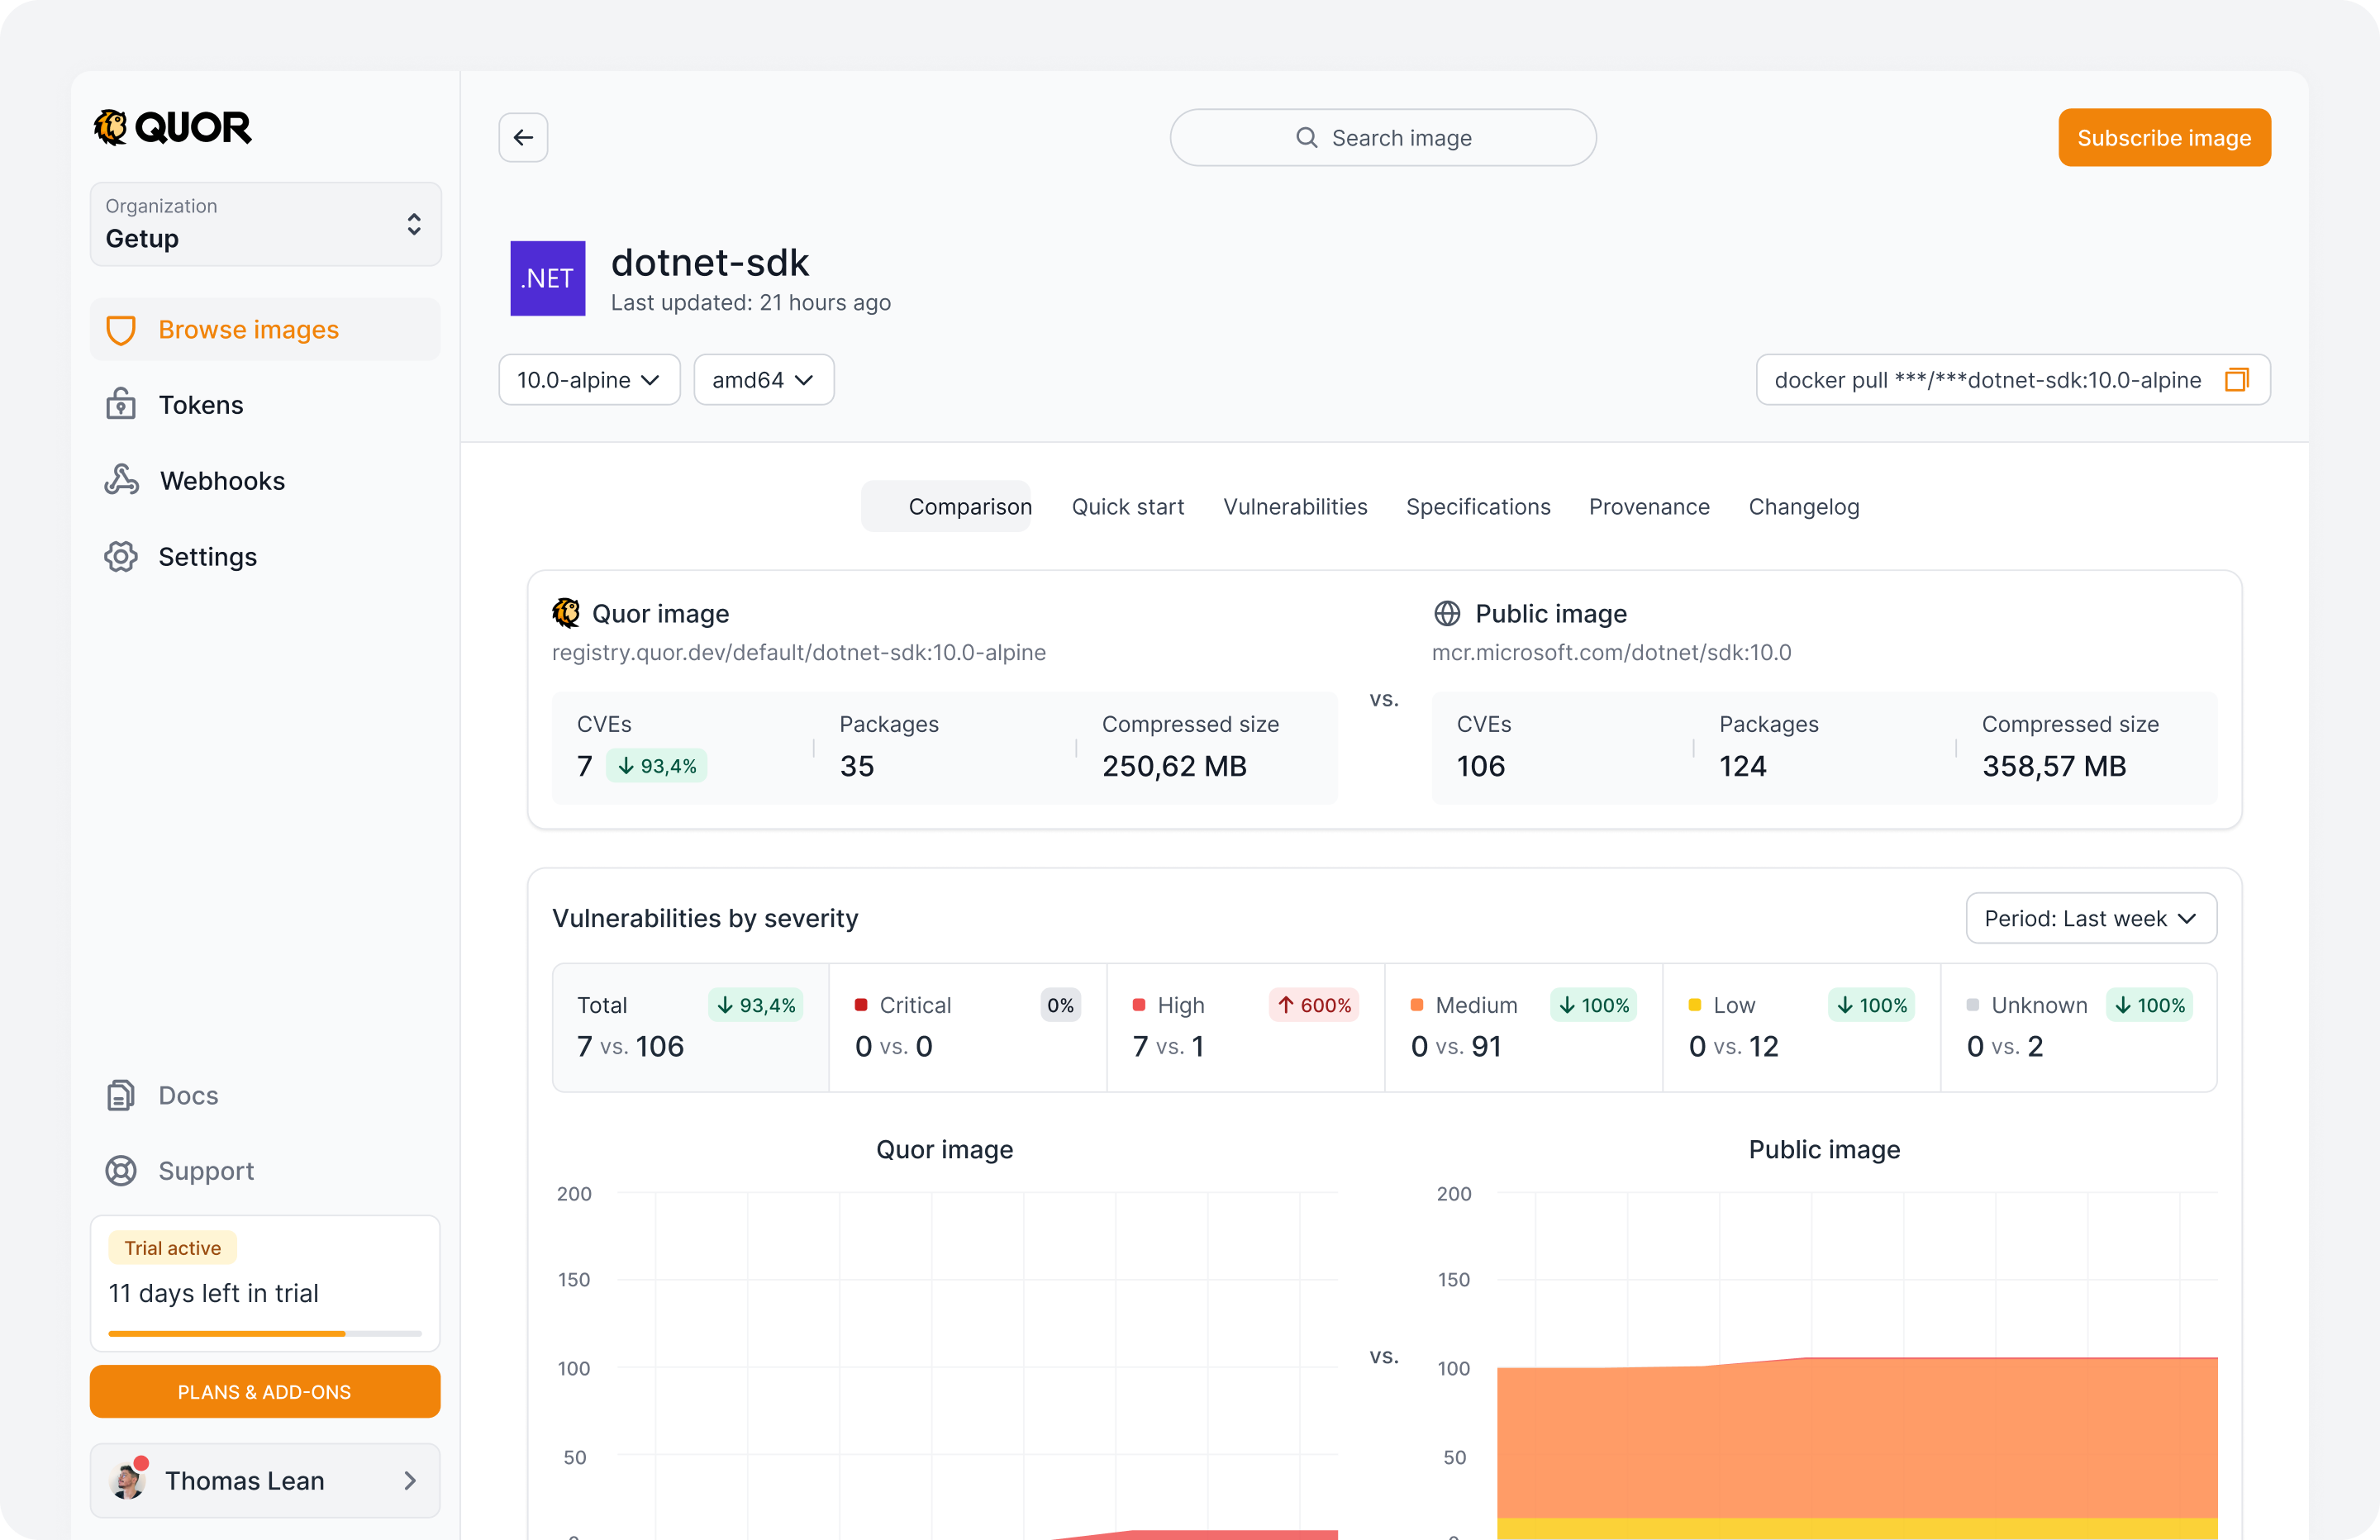 QUOR
Organization
Getup
Browse images
Tokens
Webhooks
Settings
Docs
Support
Trial active
11 days left in trial
PLANS & ADD-ONS
Thomas Lean
Search image
Subscribe image
.NET
dotnet-sdk
Last updated: 21 hours ago
10.0-alpine
amd64
docker pull ***/***dotnet-sdk:10.0-alpine
Comparison
Quick start
Vulnerabilities
Specifications
Provenance
Changelog
Quor image
registry.quor.dev/default/dotnet-sdk:10.0-alpine
CVEs
7
↓ 93,4%
Packages
35
Compressed size
250,62 MB
vs.
Public image
mcr.microsoft.com/dotnet/sdk:10.0
CVEs
106
Packages
124
Compressed size
358,57 MB
Vulnerabilities by severity
Period: Last week
Total
↓ 93,4%
7 vs. 106
Critical
0%
0 vs. 0
High
↑ 600%
7 vs. 1
Medium
↓ 100%
0 vs. 91
Low
↓ 100%
0 vs. 12
Unknown
↓ 100%
0 vs. 2
Quor image
200
150
100
50
vs.
Public image
200
150
100
50